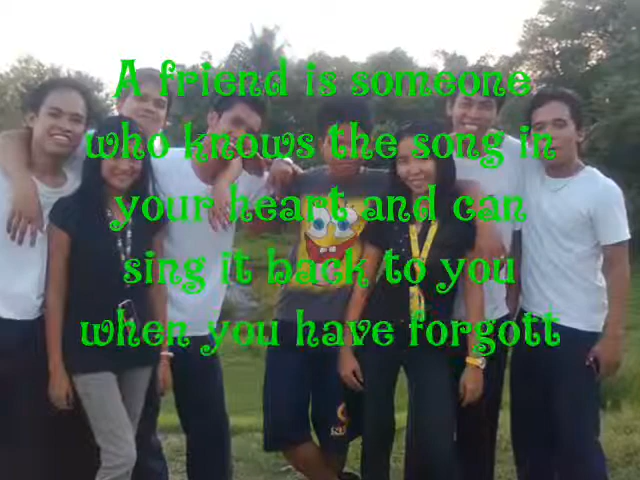 A friend is someone
who knows the song in
your heart and can
sing it back to you
when you have forgott